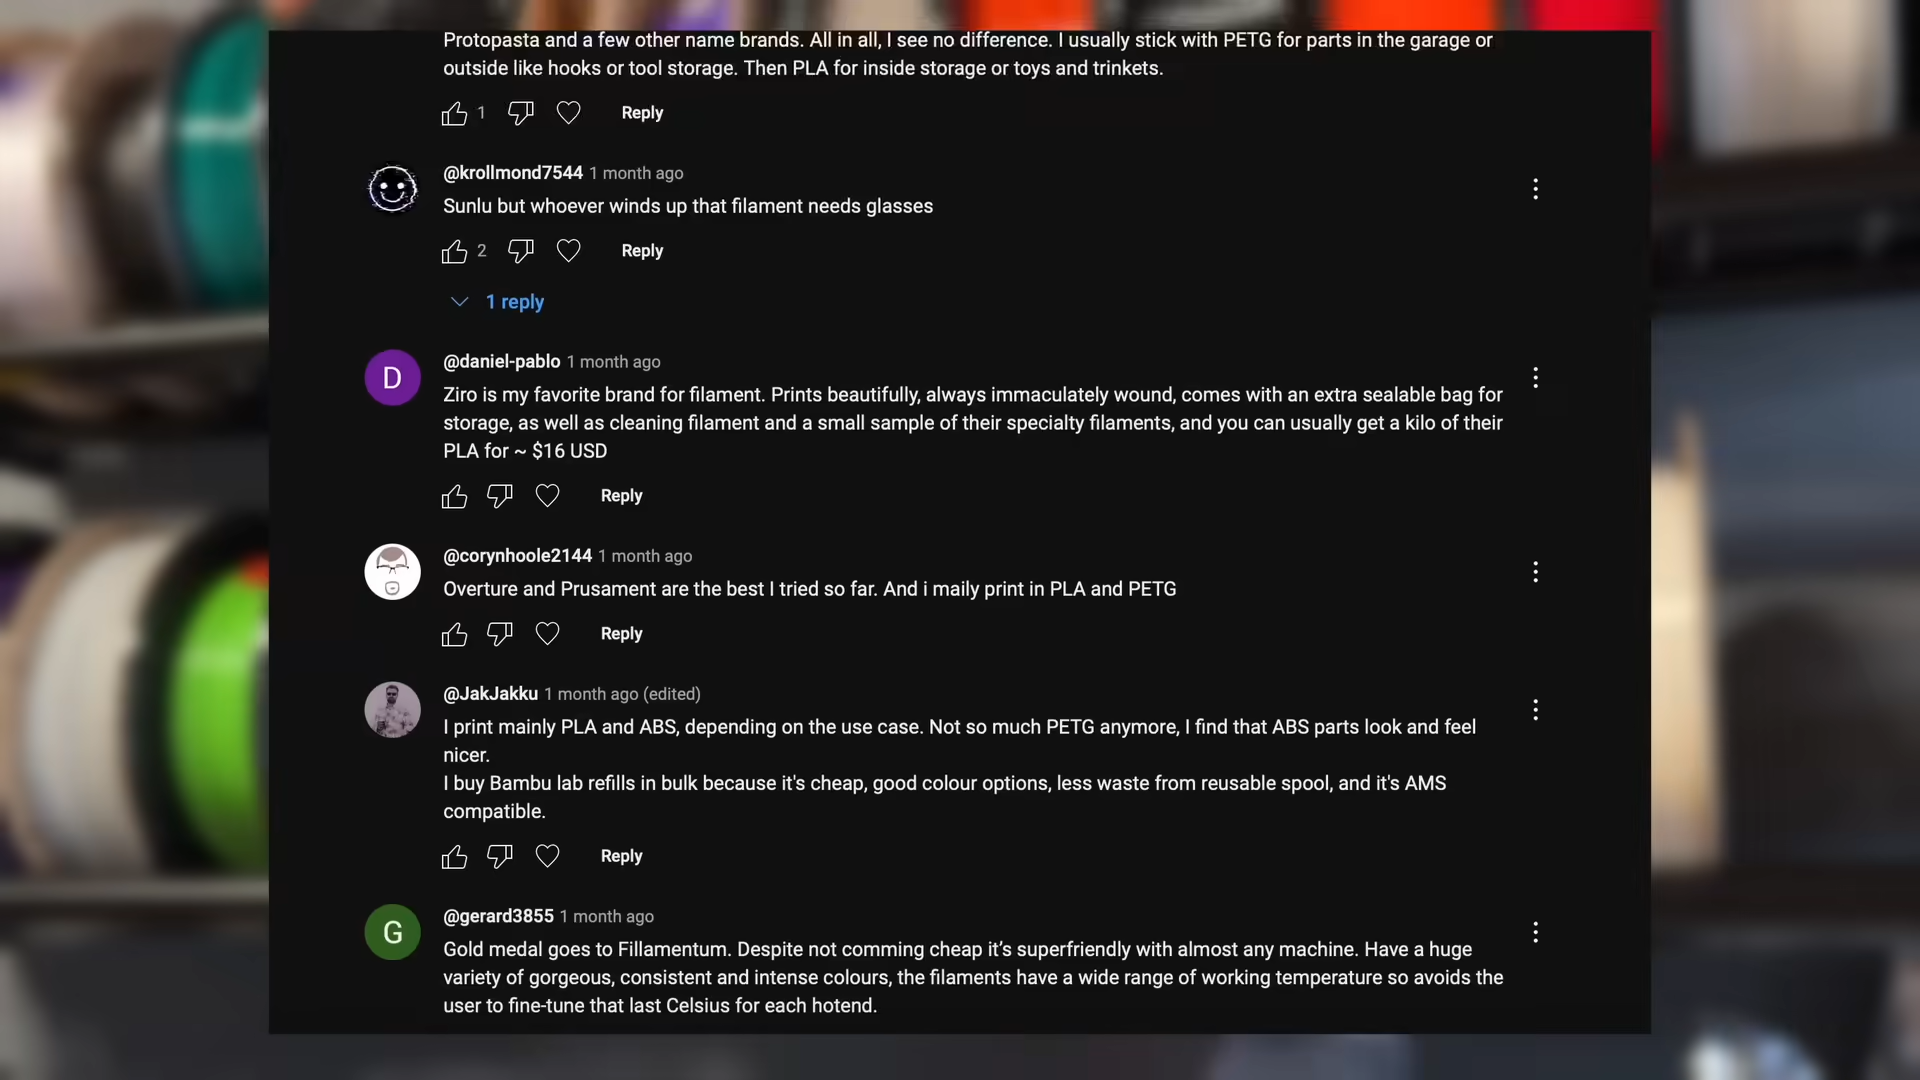 Protopasta and a few other name brands. All in all, I see no difference. I usually stick with PETG for parts in the garage or
outside like hooks or tool storage. Then PLA for inside storage or toys and trinkets.
1 Reply
@krollmond7544 1 month ago
Sunlu but whoever winds up that filament needs glasses
2 Reply
1 reply
D
@daniel-pablo 1 month ago
Ziro is my favorite brand for filament. Prints beautifully, always immaculately wound, comes with an extra sealable bag for
storage, as well as cleaning filament and a small sample of their specialty filaments, and you can usually get a kilo of their
PLA for ~ $16 USD
Reply
@corynhoole2144 1 month ago
Overture and Prusament are the best I tried so far. And i maily print in PLA and PETG
Reply
@JakJakku 1 month ago (edited)
I print mainly PLA and ABS, depending on the use case. Not so much PETG anymore, I find that ABS parts look and feel
nicer.
I buy Bambu lab refills in bulk because it's cheap, good colour options, less waste from reusable spool, and it's AMS
compatible.
Reply
G
@gerard3855 1 month ago
Gold medal goes to Fillamentum. Despite not comming cheap it’s superfriendly with almost any machine. Have a huge
variety of gorgeous, consistent and intense colours, the filaments have a wide range of working temperature so avoids the
user to fine-tune that last Celsius for each hotend.